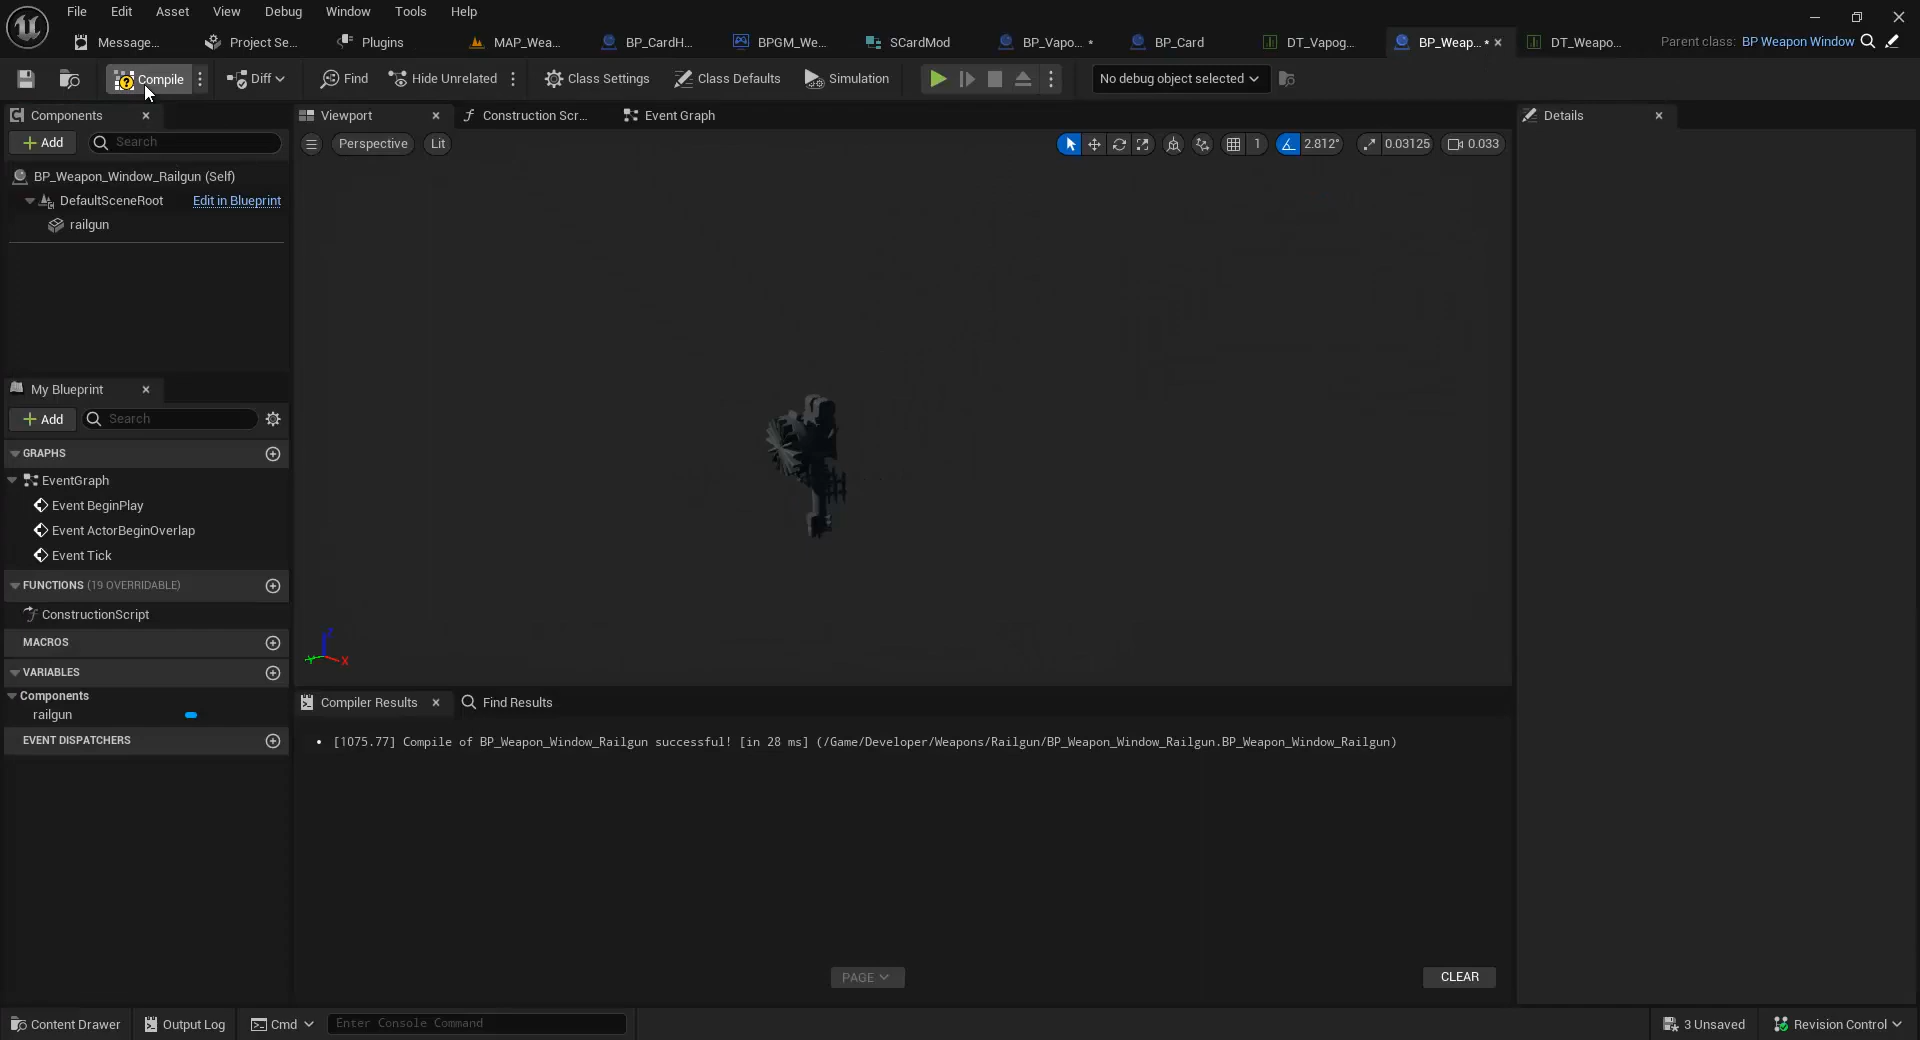 File Edit Asset View Debug Window Tools Help
Message... Project Se... Plugins MAP_Wea... BP_CardH... BPGM_We... SCardMod BP_Vapo... * BP_Card DT_Vapog... BP_Weap... * DT_Weapo... Parent class: BP Weapon Window
Compile Diff Find Hide Unrelated Class Settings Class Defaults Simulation No debug object selected
Components Viewport Construction Scr... Event Graph Details
Add Search Perspective Lit 1 2.812° 0.03125 0.033
BP_Weapon_Window_Railgun (Self)
DefaultSceneRoot Edit in Blueprint
railgun
My Blueprint
Add Search
GRAPHS
EventGraph
Event BeginPlay
Event ActorBeginOverlap
Event Tick
FUNCTIONS (19 OVERRIDABLE)
ConstructionScript
MACROS
VARIABLES
Components
railgun
EVENT DISPATCHERS
Z
Y X
Compiler Results Find Results
[1075.77] Compile of BP_Weapon_Window_Railgun successful! [in 28 ms] (/Game/Developer/Weapons/Railgun/BP_Weapon_Window_Railgun.BP_Weapon_Window_Railgun)
PAGE CLEAR
Content Drawer Output Log Cmd Enter Console Command 3 Unsaved Revision Control